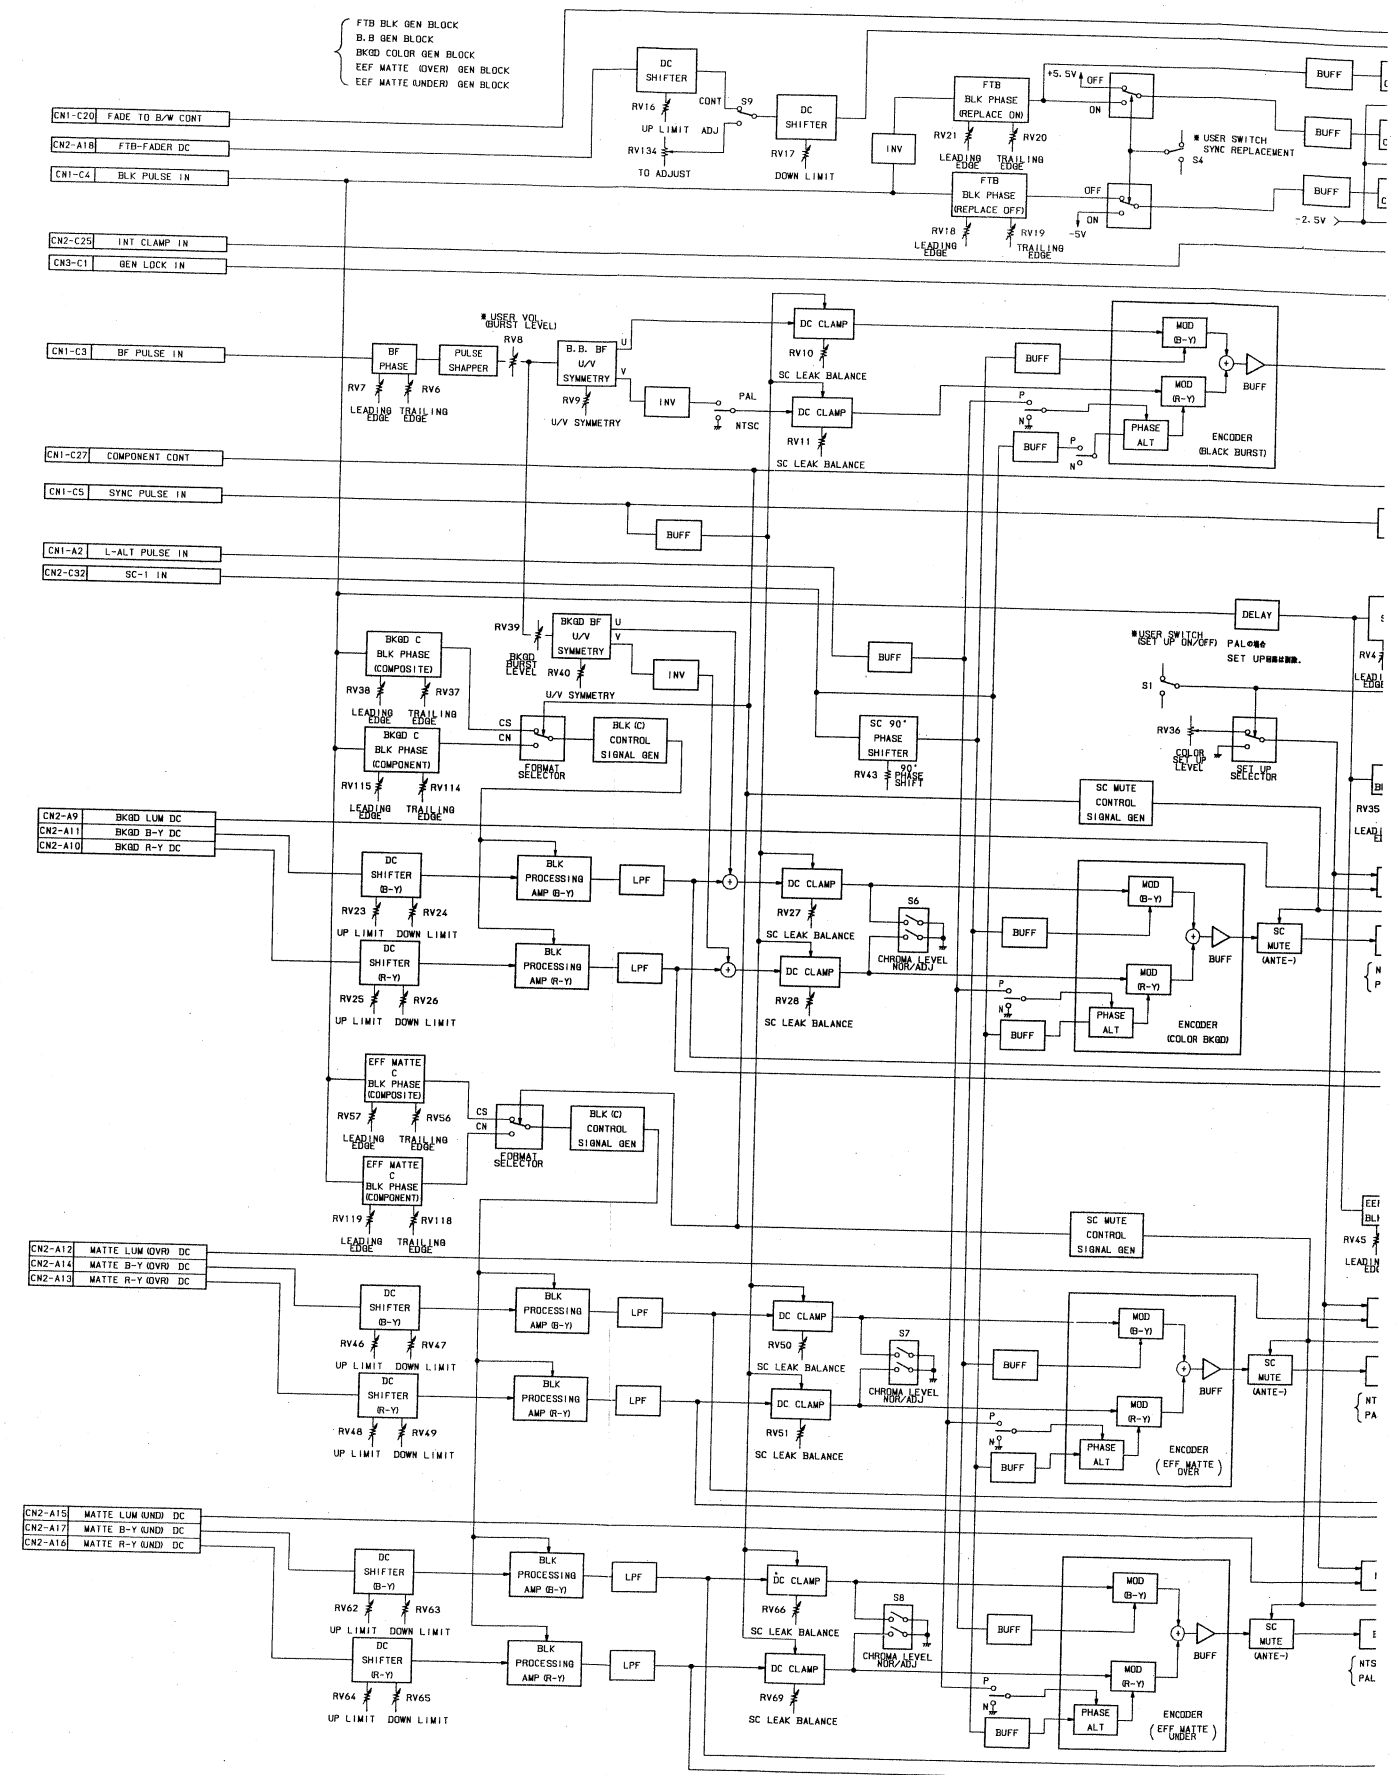 FTB BLK GEN BLOCK
B.B GEN BLOCK
BKGD COLOR GEN BLOCK
EEF MATTE (OVER) GEN BLOCK
EEF MATTE (UNDER) GEN BLOCK
CN1-C20 FADE TO B/W CONT
CN2-A18 FTB-FADER DC
CN1-C4 BLK PULSE IN
CN2-C25 INT CLAMP IN
CN3-C1 GEN LOCK IN
DC
SHIFTER
RV16
UP LIMIT
CONT
S9
ADJ
RV134
TO ADJUST
DC
SHIFTER
RV17
DOWN LIMIT
INV
FTB
BLK PHASE
(REPLACE ON)
RV21
RV20
LEADING
EDGE
TRAILING
EDGE
FTB
BLK PHASE
(REPLACE OFF)
RV18
RV19
LEADING
EDGE
TRAILING
EDGE
+5.5V
OFF
ON
OFF
ON
-5V
※ USER SWITCH
SYNC REPLACEMENT
S4
BUFF
BUFF
BUFF
-2.5V
CN1-C3 BF PULSE IN
BF
PHASE
RV7
RV6
LEADING
EDGE
TRAILING
EDGE
PULSE
SHAPPER
※ USER VOL.
(BURST LEVEL)
RV8
B.B. BF
U/V
SYMMETRY
U
V
RV9
U/V SYMMETRY
INV
PAL
NTSC
DC CLAMP
RV10
SC LEAK BALANCE
DC CLAMP
RV11
SC LEAK BALANCE
BUFF
P
N
BUFF
P
N
MOD
(B-Y)
MOD
(R-Y)
PHASE
ALT
BUFF
ENCODER
(BLACK BURST)
CN1-C27 COMPONENT CONT
CN1-C5 SYNC PULSE IN
BUFF
CN1-A2 L-ALT PULSE IN
CN2-C32 SC-1 IN
DELAY
RV39
BKGD
BURST
LEVEL
BKGD BF
U/V
SYMMETRY
U
V
RV40
U/V SYMMETRY
INV
BUFF
※USER SWITCH
(SET UP ON/OFF)
PALの場合
SET UP
S1
RV36
COLOR
SET UP
LEVEL
SET UP
SELECTOR
RV4
LEADI
EDGE
BKGD C
BLK PHASE
(COMPOSITE)
RV38
RV37
LEADING
EDGE
TRAILING
EDGE
BKGD C
BLK PHASE
(COMPONENT)
RV115
RV114
LEADING
EDGE
TRAILING
EDGE
CS
CN
FORMAT
SELECTOR
BLK (C)
CONTROL
SIGNAL GEN
SC 90°
PHASE
SHIFTER
RV43
90°
PHASE
SHIFT
SC MUTE
CONTROL
SIGNAL GEN
RV35
CN2-A9 BKGD LUM DC
CN2-A11 BKGD B-Y DC
CN2-A10 BKGD R-Y DC
DC
SHIFTER
(B-Y)
RV23
RV24
UP LIMIT DOWN LIMIT
DC
SHIFTER
(R-Y)
RV25
RV26
UP LIMIT DOWN LIMIT
BLK
PROCESSING
AMP (B-Y)
LPF
BLK
PROCESSING
AMP (R-Y)
LPF
DC CLAMP
RV27
SC LEAK BALANCE
DC CLAMP
RV28
SC LEAK BALANCE
S6
CHROMA LEVEL
NOR/ADJ
BUFF
P
N
BUFF
MOD
(B-Y)
MOD
(R-Y)
PHASE
ALT
BUFF
ENCODER
(COLOR BKGD)
SC
MUTE
(ANTE-)
EFF MATTE
C
BLK PHASE
(COMPOSITE)
RV57
RV56
LEADING
EDGE
TRAILING
EDGE
EFF MATTE
C
BLK PHASE
(COMPONENT)
RV119
RV118
LEADING
EDGE
TRAILING
EDGE
CS
CN
FORMAT
SELECTOR
BLK (C)
CONTROL
SIGNAL GEN
SC MUTE
CONTROL
SIGNAL GEN
RV45
CN2-A12 MATTE LUM (OVR) DC
CN2-A14 MATTE B-Y (OVR) DC
CN2-A13 MATTE R-Y (OVR) DC
DC
SHIFTER
(B-Y)
RV46
RV47
UP LIMIT DOWN LIMIT
DC
SHIFTER
(R-Y)
RV48
RV49
UP LIMIT DOWN LIMIT
BLK
PROCESSING
AMP (B-Y)
LPF
BLK
PROCESSING
AMP (R-Y)
LPF
DC CLAMP
RV50
SC LEAK BALANCE
DC CLAMP
RV51
SC LEAK BALANCE
S7
CHROMA LEVEL
NOR/ADJ
BUFF
P
N
BUFF
MOD
(B-Y)
MOD
(R-Y)
PHASE
ALT
BUFF
ENCODER
(EFF MATTE)
OVER
SC
MUTE
(ANTE-)
NT
PA
CN2-A15 MATTE LUM (UND) DC
CN2-A17 MATTE B-Y (UND) DC
CN2-A16 MATTE R-Y (UND) DC
DC
SHIFTER
(B-Y)
RV62
RV63
UP LIMIT DOWN LIMIT
DC
SHIFTER
(R-Y)
RV64
RV65
UP LIMIT DOWN LIMIT
BLK
PROCESSING
AMP (B-Y)
LPF
BLK
PROCESSING
AMP (R-Y)
LPF
DC CLAMP
RV66
SC LEAK BALANCE
DC CLAMP
RV69
SC LEAK BALANCE
S8
CHROMA LEVEL
NOR/ADJ
BUFF
P
N
BUFF
MOD
(B-Y)
MOD
(R-Y)
PHASE
ALT
BUFF
ENCODER
(EFF MATTE)
UNDER
SC
MUTE
(ANTE-)
NTS
PAL